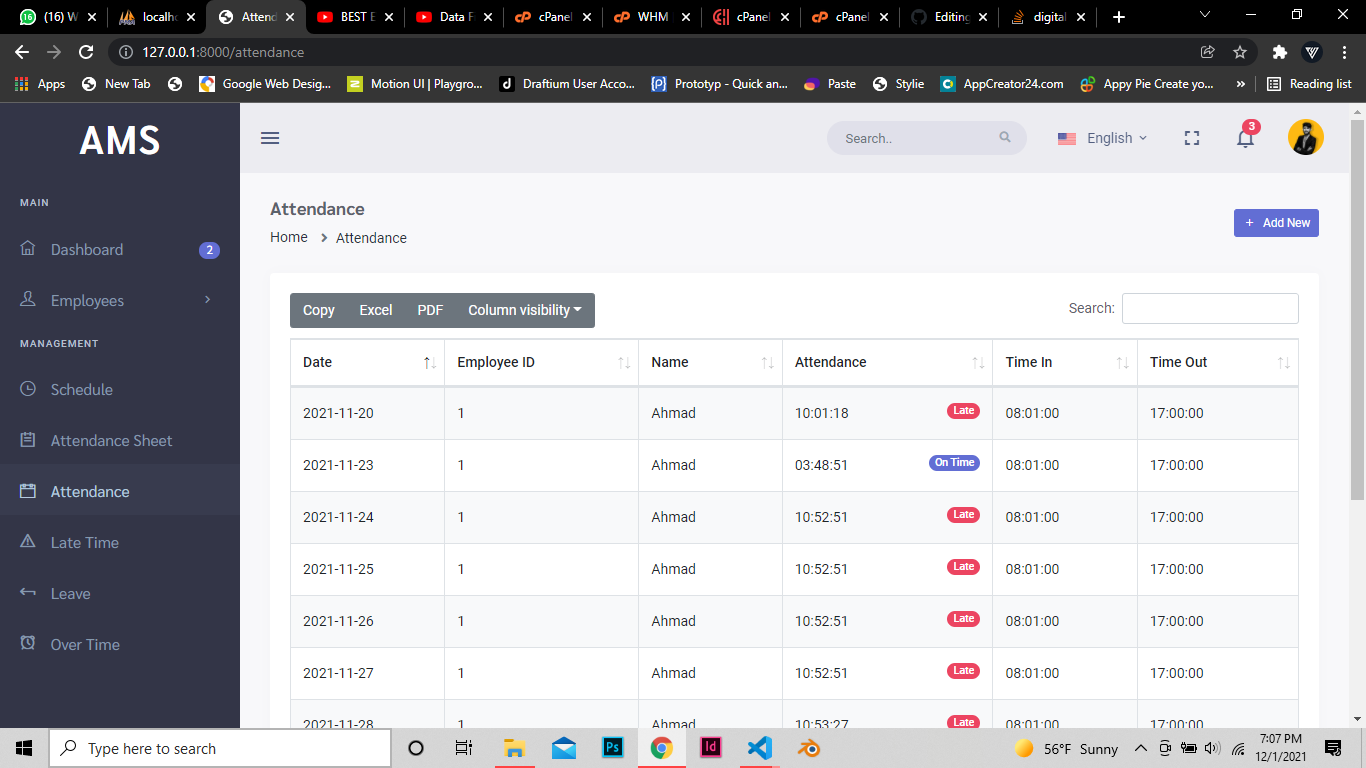 (16) W
localho
Attend
BEST E
Data F
cPanel
WHM
cPanel
cPanel
Editing
digital
127.0.0.1:8000/attendance
Apps New Tab Google Web Desig... Motion UI | Playgro... Draftium User Acco... Prototyp - Quick an... Paste Stylie AppCreator24.com Appy Pie Create yo... » Reading list
AMS
Search..
English
3
MAIN
Dashboard 2
Employees
MANAGEMENT
Schedule
Attendance Sheet
Attendance
Late Time
Leave
Over Time
Attendance
Home > Attendance
+ Add New
Copy Excel PDF Column visibility
Search:
Date Employee ID Name Attendance Time In Time Out
2021-11-20 1 Ahmad 10:01:18 Late 08:01:00 17:00:00
2021-11-23 1 Ahmad 03:48:51 On Time 08:01:00 17:00:00
2021-11-24 1 Ahmad 10:52:51 Late 08:01:00 17:00:00
2021-11-25 1 Ahmad 10:52:51 Late 08:01:00 17:00:00
2021-11-26 1 Ahmad 10:52:51 Late 08:01:00 17:00:00
2021-11-27 1 Ahmad 10:52:51 Late 08:01:00 17:00:00
2021-11-28 1 Ahmad 10:53:27 Late 08:01:00 17:00:00
Type here to search
Ps
Id
56°F Sunny
7:07 PM
12/1/2021